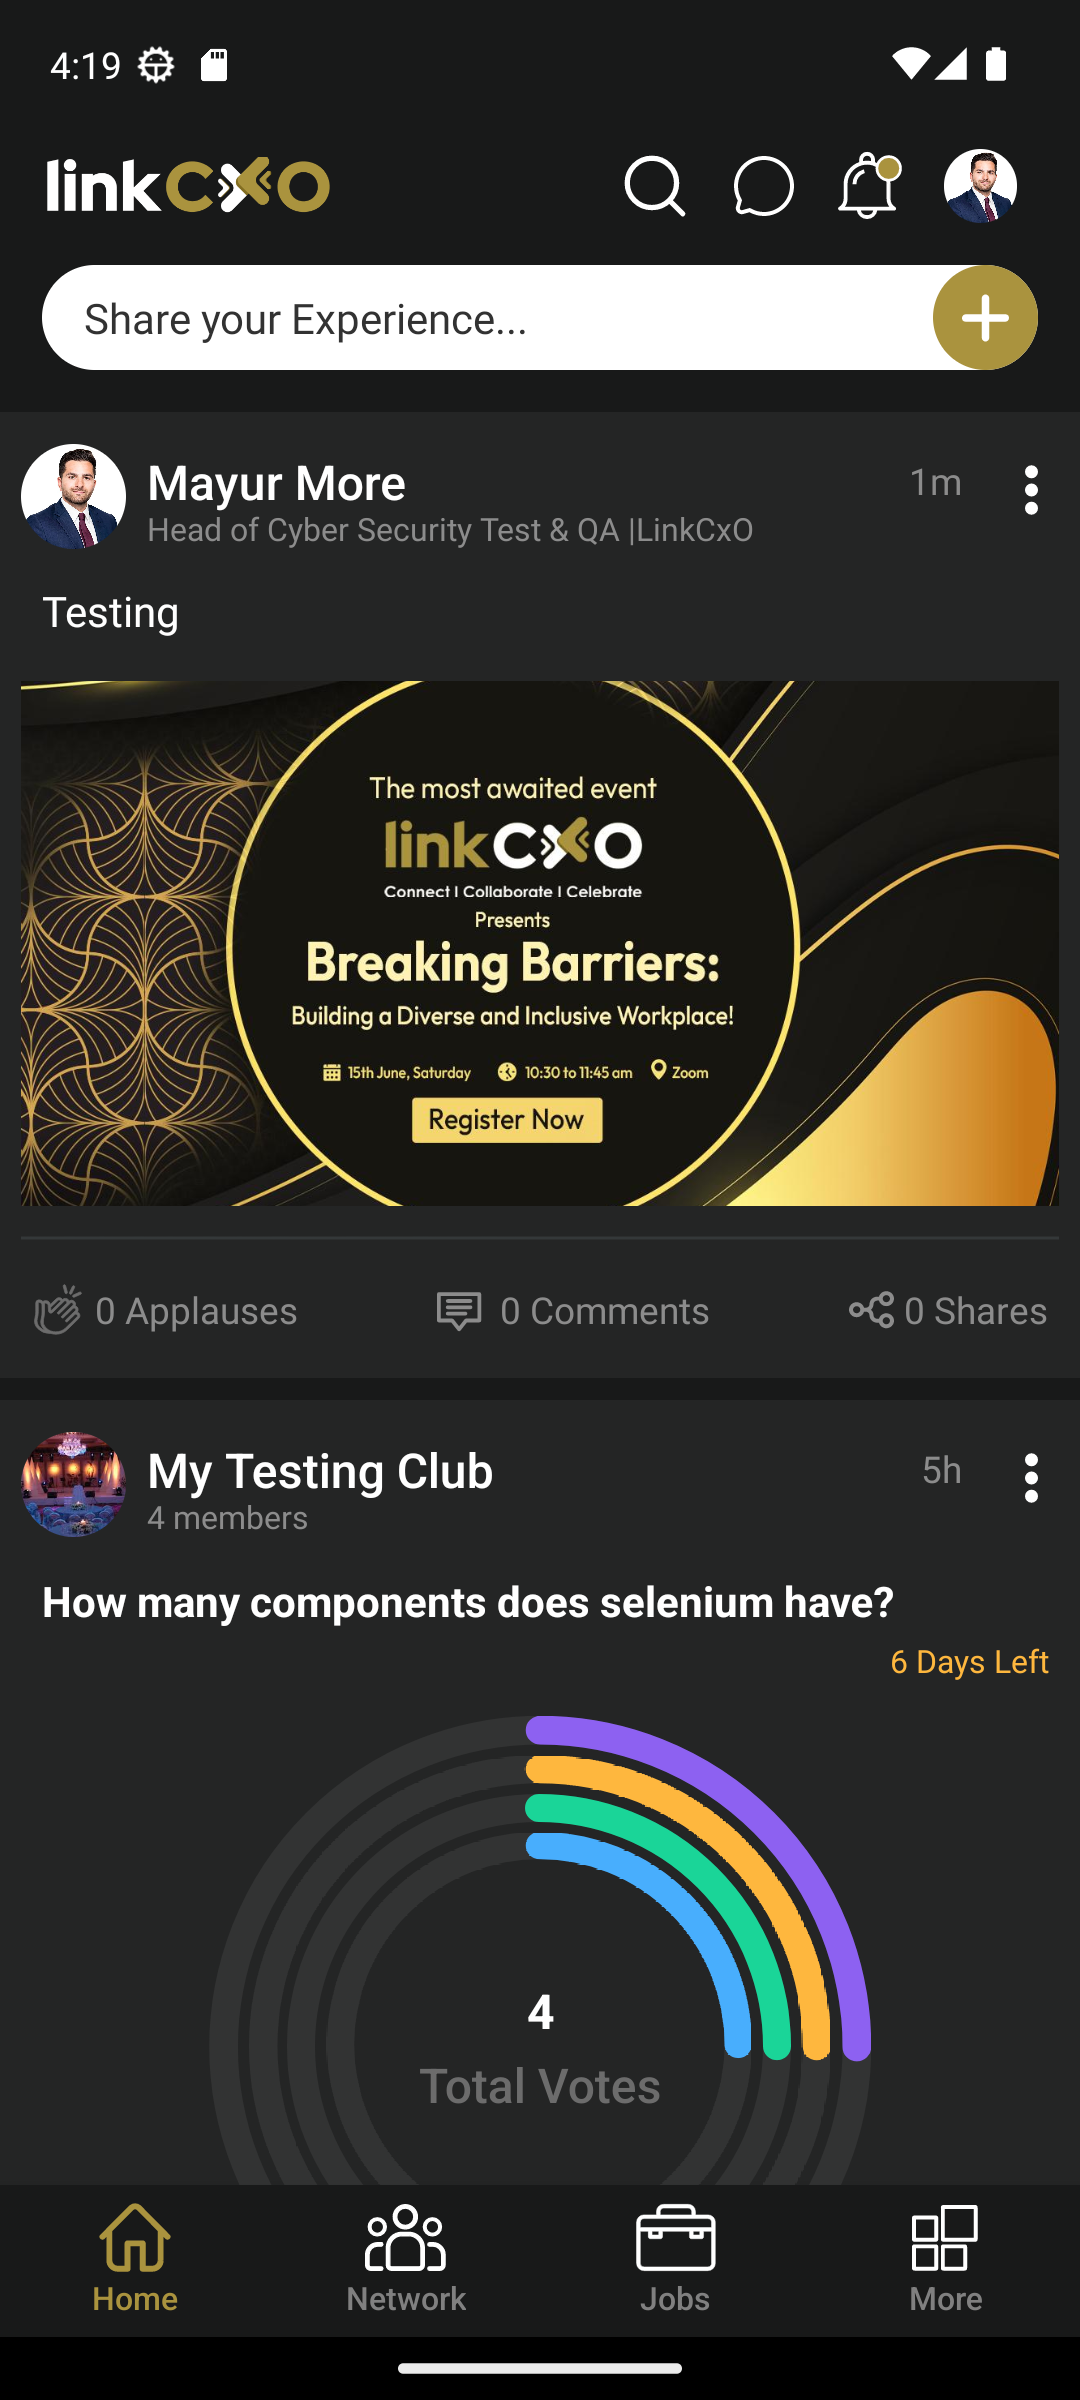 4:19
linkCXO
Share your Experience...
Mayur More
1m
Head of Cyber Security Test & QA |LinkCxO
Testing
The most awaited event
linkCXO
Connect | Collaborate | Celebrate
Presents
Breaking Barriers:
Building a Diverse and Inclusive Workplace!
15th June, Saturday 10:30 to 11:45 am Zoom
Register Now
0 Applauses 0 Comments 0 Shares
My Testing Club
5h
4 members
How many components does selenium have?
6 Days Left
4
Total Votes
Home Network Jobs More